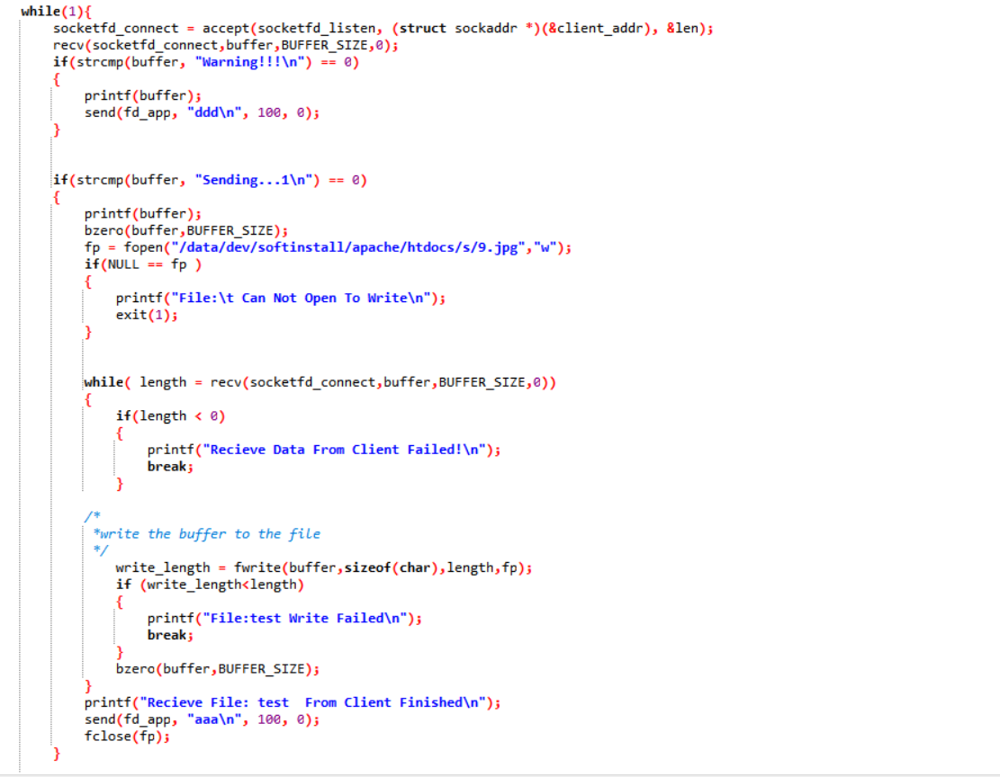 while(1){
socketfd_connect = accept(socketfd_listen, (struct sockaddr *)(&client_addr), &len);
recv(socketfd_connect,buffer,BUFFER_SIZE,0);
if(strcmp(buffer, "Warning!!!\n") == 0)
{
printf(buffer);
send(fd_app, "ddd\n", 100, 0);
}
if(strcmp(buffer, "Sending...1\n") == 0)
{
printf(buffer);
bzero(buffer,BUFFER_SIZE);
fp = fopen("/data/dev/softinstall/apache/htdocs/s/9.jpg","w");
if(NULL == fp )
{
printf("File:\t Can Not Open To Write\n");
exit(1);
}
while( length = recv(socketfd_connect,buffer,BUFFER_SIZE,0))
{
if(length < 0)
{
printf("Recieve Data From Client Failed!\n");
break;
}
/*
*write the buffer to the file
*/
write_length = fwrite(buffer,sizeof(char),length,fp);
if (write_length<length)
{
printf("File:test Write Failed\n");
break;
}
bzero(buffer,BUFFER_SIZE);
}
printf("Recieve File: test  From Client Finished\n");
send(fd_app, "aaa\n", 100, 0);
fclose(fp);
}